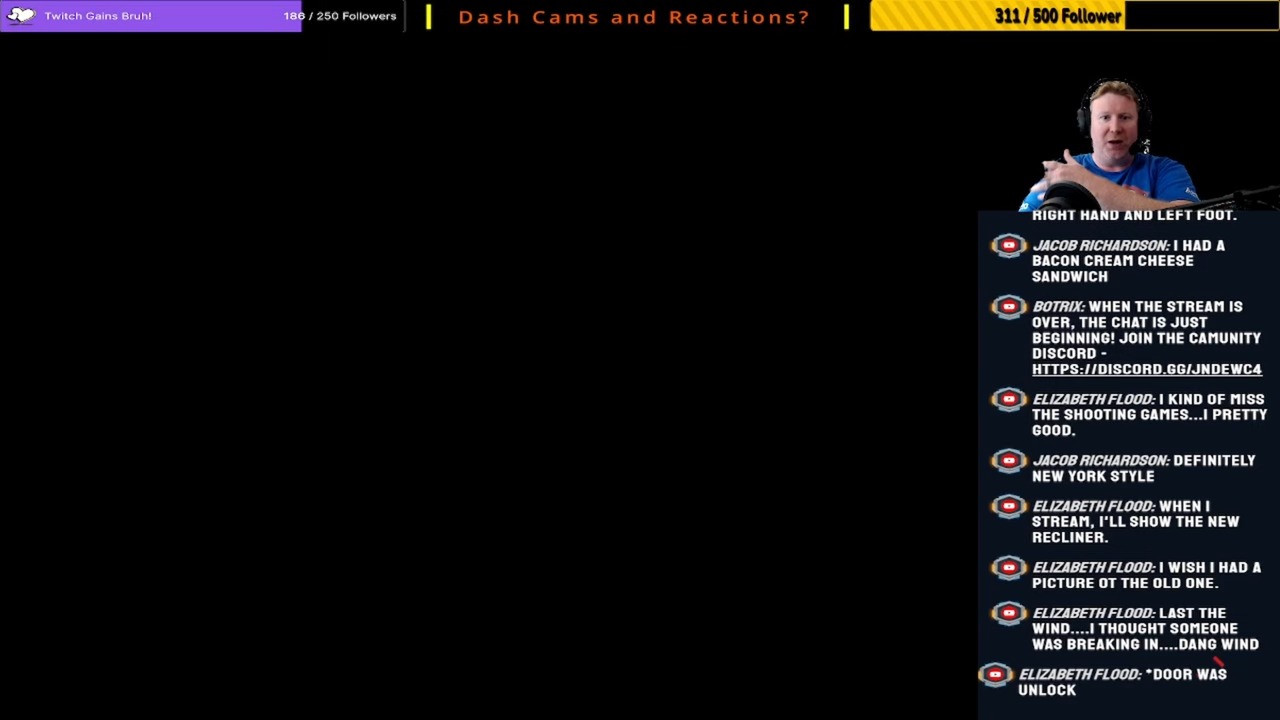 Twitch Gains Bruh!
186 / 250 Followers
Dash Cams and Reactions?
311 / 500 Follower
RIGHT HAND AND LEFT FOOT.
JACOB RICHARDSON: I HAD A
BACON CREAM CHEESE
SANDWICH
BOTRIX: WHEN THE STREAM IS
OVER, THE CHAT IS JUST
BEGINNING! JOIN THE CAMUNITY
DISCORD -
HTTPS://DISCORD.GG/JNDEWC4
ELIZABETH FLOOD: I KIND OF MISS
THE SHOOTING GAMES...I PRETTY
GOOD.
JACOB RICHARDSON: DEFINITELY
NEW YORK STYLE
ELIZABETH FLOOD: WHEN I
STREAM, I'LL SHOW THE NEW
RECLINER.
ELIZABETH FLOOD: I WISH I HAD A
PICTURE OT THE OLD ONE.
ELIZABETH FLOOD: LAST THE
WIND....I THOUGHT SOMEONE
WAS BREAKING IN....DANG WIND
ELIZABETH FLOOD: *DOOR WAS
UNLOCK